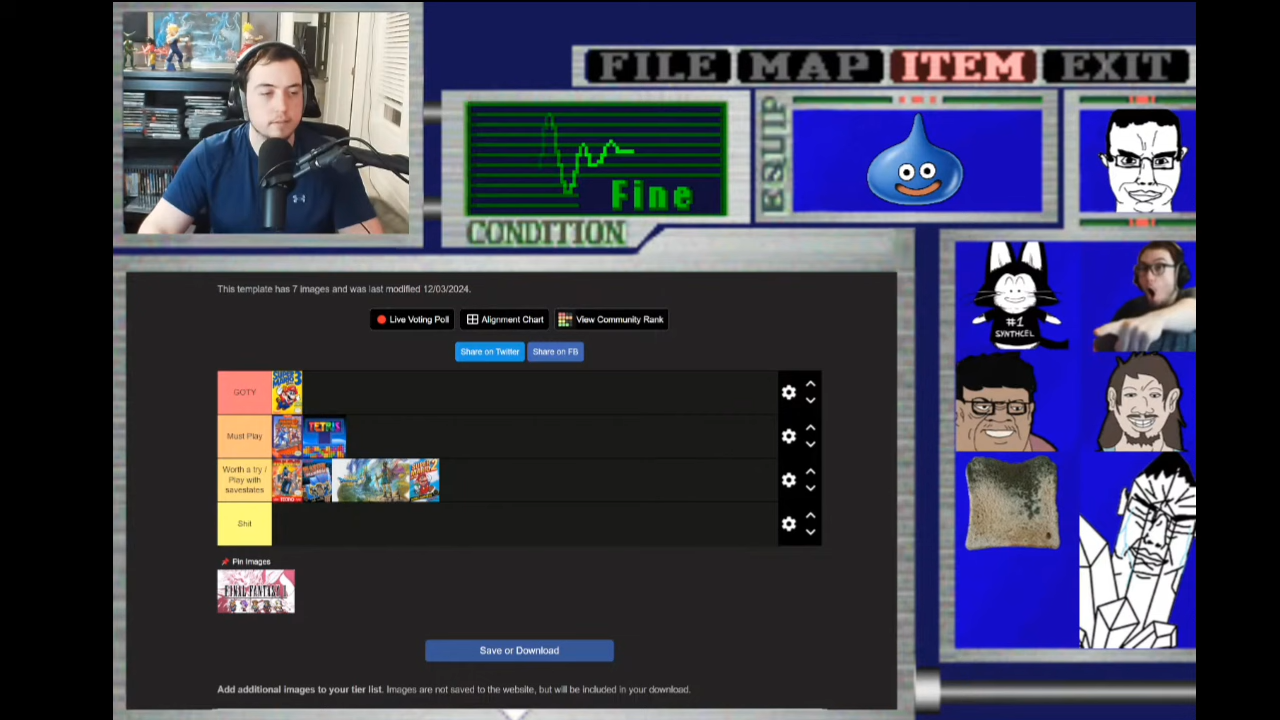 FILE MAP ITEM EXIT
EQUIP
Fine
CONDITION
#1
SYNTHCEL
This template has 7 images and was last modified 12/03/2024.
Live Voting Poll
Alignment Chart
View Community Rank
Share on Twitter
Share on FB
GOTY
MARIO 3
Must Play
TETRIS
Worth a try /
Play with
savestates
Shit
Pin Images
FINAL FANTASY
Save or Download
Add additional images to your tier list. Images are not saved to the website, but will be included in your download.